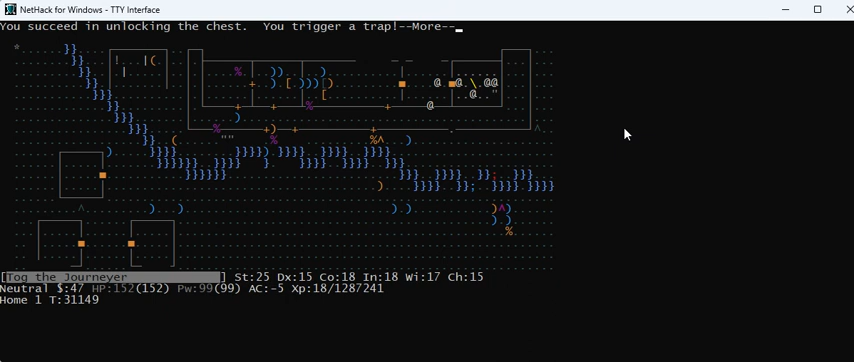 NetHack for Windows - TTY Interface
You succeed in unlocking the chest.  You trigger a trap!--More--
[Tog the Journeyer            ] St:25 Dx:15 Co:18 In:18 Wi:17 Ch:15
Neutral $:47 HP:152(152) Pw:99(99) AC:-5 Xp:18/1287241
Home 1 T:31149